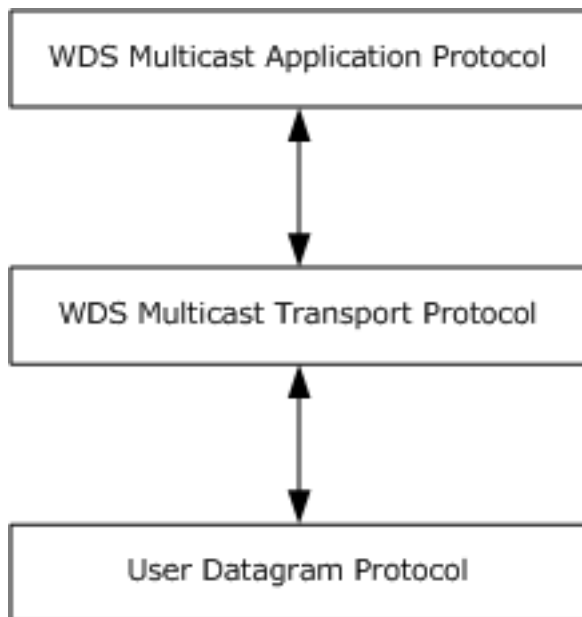 WDS Multicast Application Protocol
WDS Multicast Transport Protocol
User Datagram Protocol